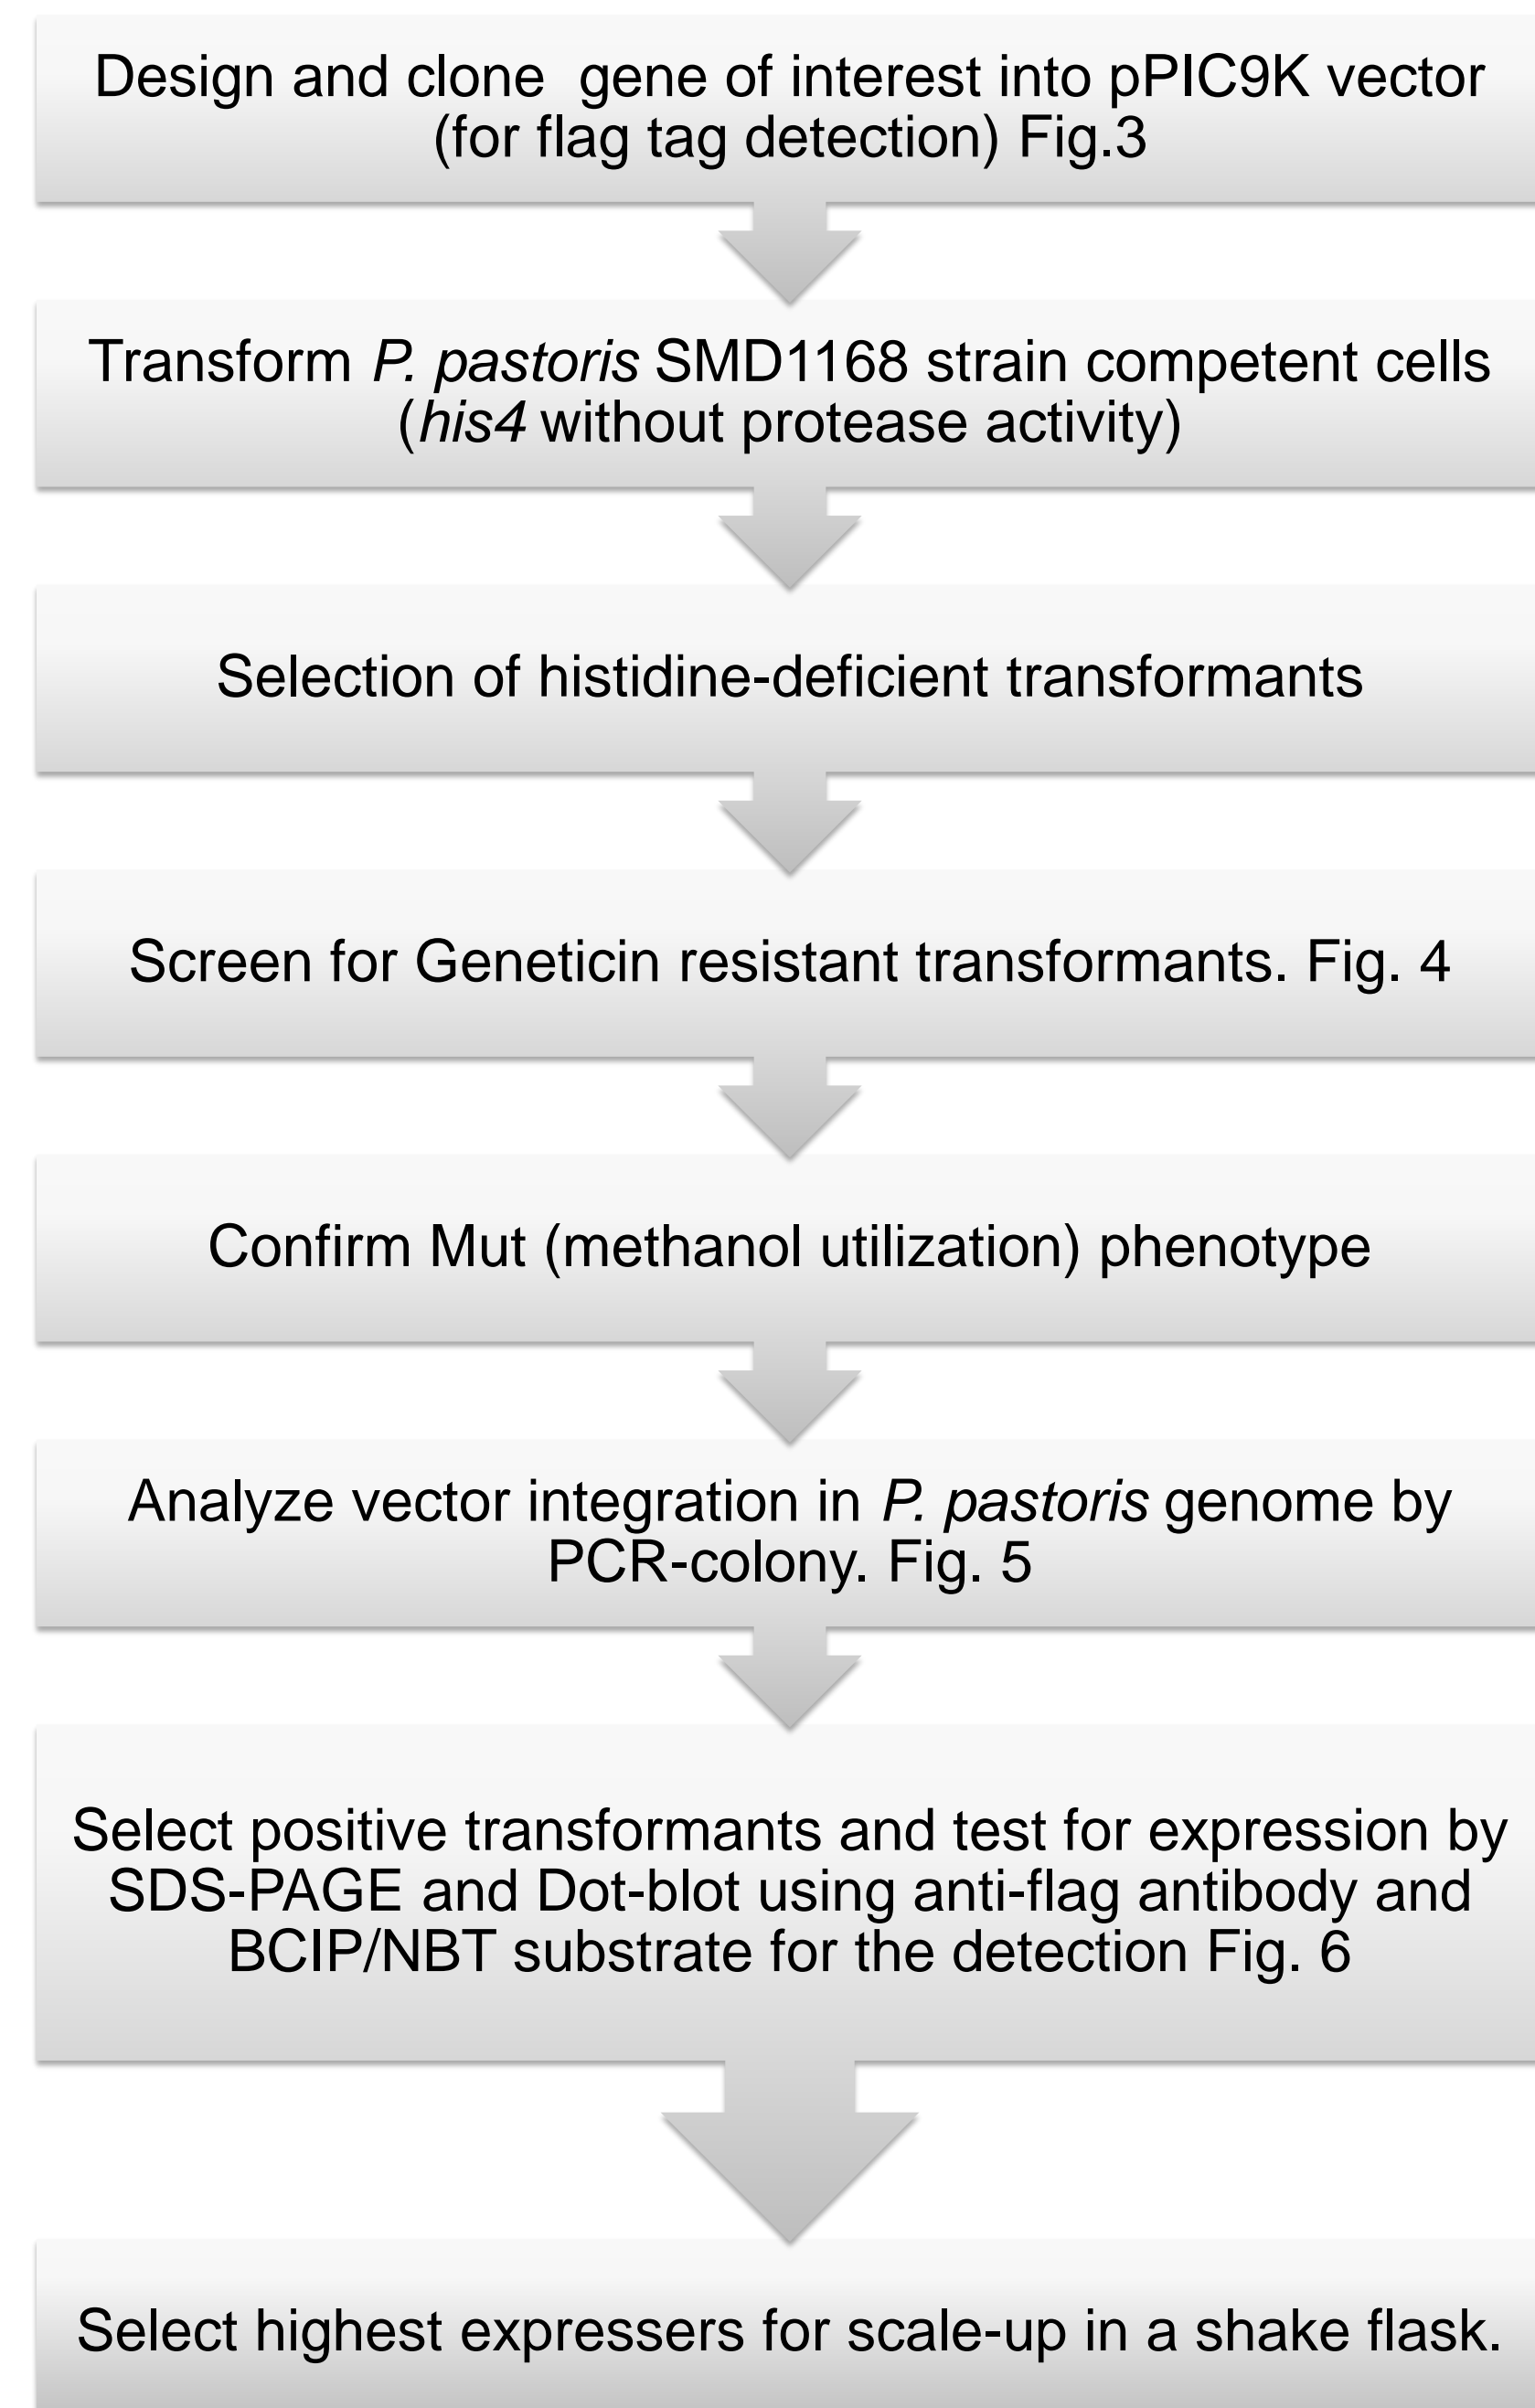 Design and clone  gene of interest into pPIC9K vector
(for flag tag detection) Fig.3
Transform P. pastoris SMD1168 strain competent cells
(his4 without protease activity)
Selection of histidine-deficient transformants
Screen for Geneticin resistant transformants. Fig. 4
Confirm Mut (methanol utilization) phenotype
Analyze vector integration in P. pastoris genome by
PCR-colony. Fig. 5
Select positive transformants and test for expression by
SDS-PAGE and Dot-blot using anti-flag antibody and
BCIP/NBT substrate for the detection Fig. 6
Select highest expressers for scale-up in a shake flask.